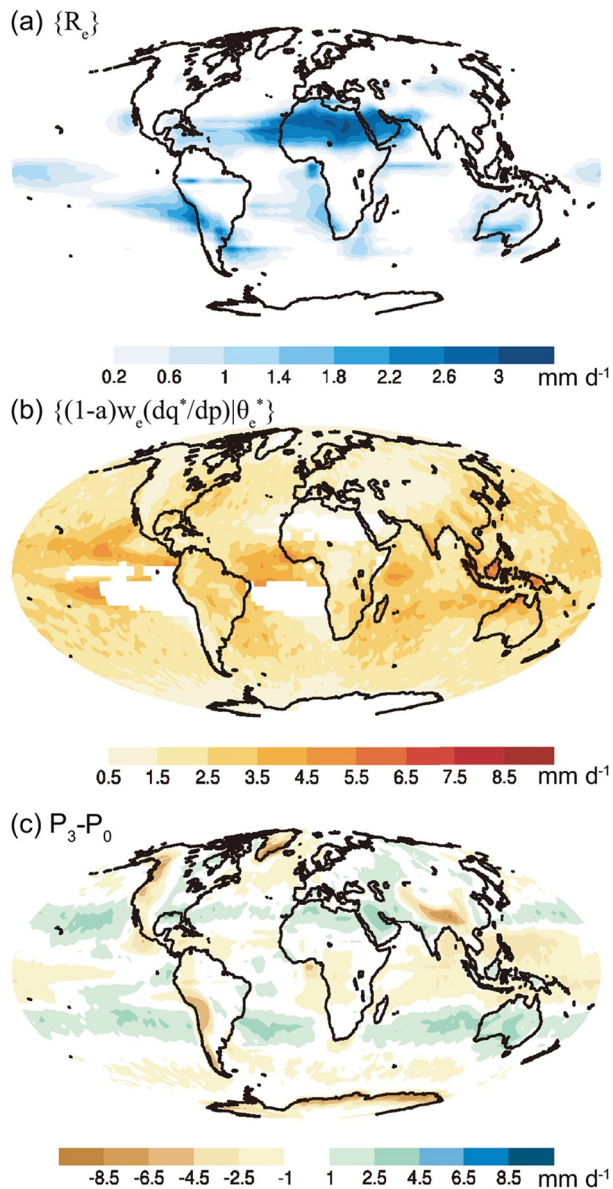 (a) {Rₑ}
0.2 0.6 1 1.4 1.8 2.2 2.6 3 mm d⁻¹
(b) {(1-a)wₑ(dq*/dp)|θₑ*}
0.5 1.5 2.5 3.5 4.5 5.5 6.5 7.5 8.5 mm d⁻¹
(c) P₃-P₀
-8.5 -6.5 -4.5 -2.5 -1 1 2.5 4.5 6.5 8.5 mm d⁻¹